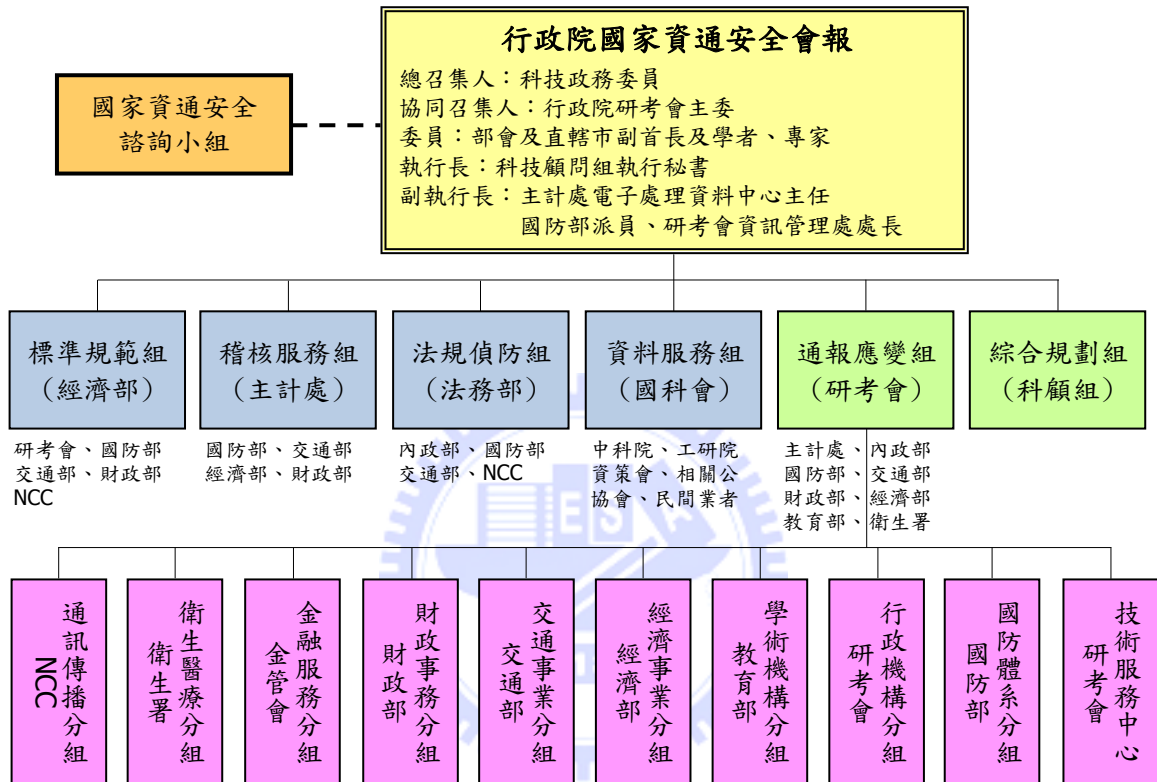 行政院國家資通安全會報
總召集人：科技政務委員
協同召集人：行政院研考會主委
委員：部會及直轄市副首長及學者、專家
執行長：科技顧問組執行秘書
副執行長：主計處電子處理資料中心主任
國防部派員、研考會資訊管理處處長
國家資通安全
諮詢小組
標準規範組
（經濟部）
研考會、國防部
交通部、財政部
NCC
稽核服務組
（主計處）
國防部、交通部
經濟部、財政部
法規偵防組
（法務部）
內政部、國防部
交通部、NCC
資料服務組
（國科會）
中科院、工研院
資策會、相關公
協會、民間業者
通報應變組
（研考會）
主計處、內政部
國防部、交通部
財政部、經濟部
教育部、衛生署
綜合規劃組
（科顧組）
通訊傳播分組
NCC
衛生醫療分組
衛生署
金融服務分組
金管會
財政事務分組
財政部
交通事業分組
交通部
經濟事業分組
經濟部
學術機構分組
教育部
行政機構分組
研考會
國防體系分組
國防部
技術服務中心
研考會
ESA